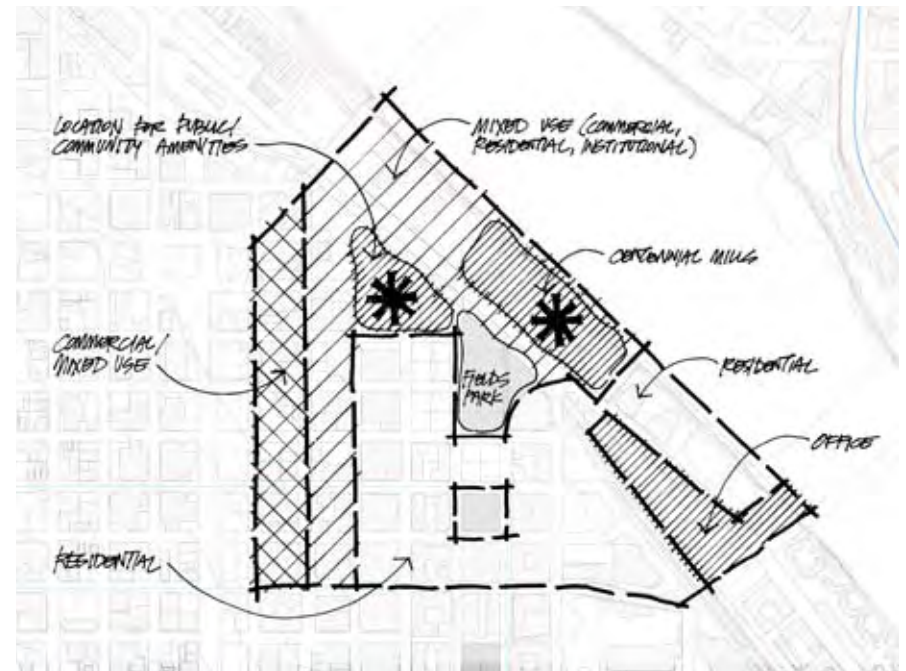 LOCATION FOR PUBLIC/
COMMUNITY AMENITIES
MIXED USE (COMMERCIAL,
RESIDENTIAL, INSTITUTIONAL)
CENTENNIAL MILLS
COMMERCIAL/
MIXED USE
FIELDS
PARK
RESIDENTIAL
OFFICE
RESIDENTIAL